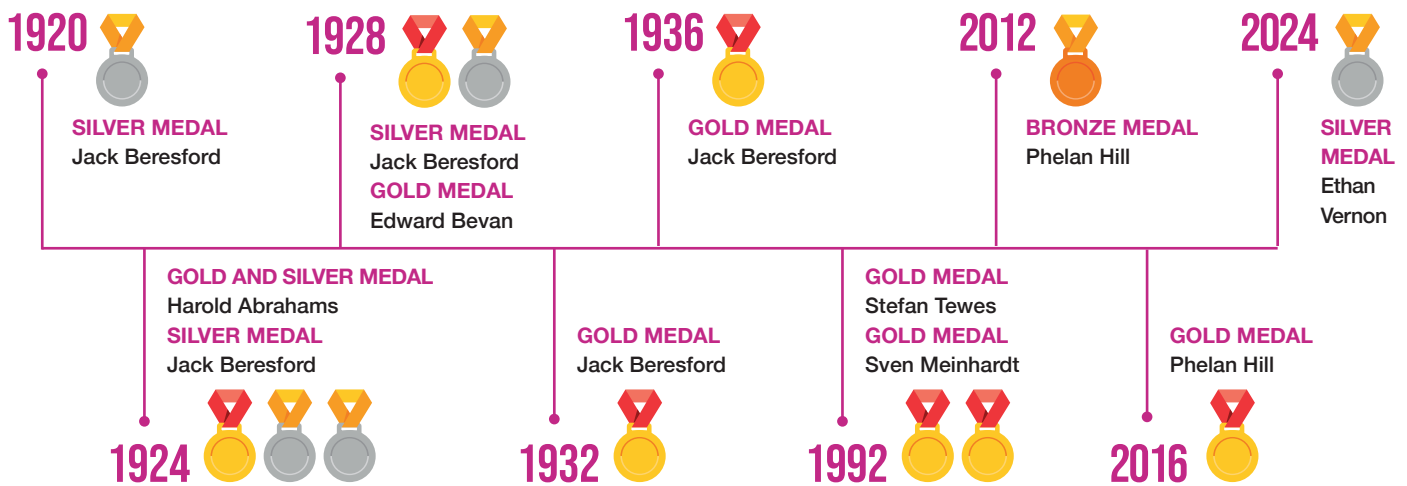 1920
SILVER MEDAL
Jack Beresford
1928
SILVER MEDAL
Jack Beresford
GOLD MEDAL
Edward Bevan
1936
GOLD MEDAL
Jack Beresford
2012
BRONZE MEDAL
Phelan Hill
2024
SILVER
MEDAL
Ethan
Vernon
GOLD AND SILVER MEDAL
Harold Abrahams
SILVER MEDAL
Jack Beresford
1924
GOLD MEDAL
Jack Beresford
1932
GOLD MEDAL
Stefan Tewes
GOLD MEDAL
Sven Meinhardt
1992
GOLD MEDAL
Phelan Hill
2016